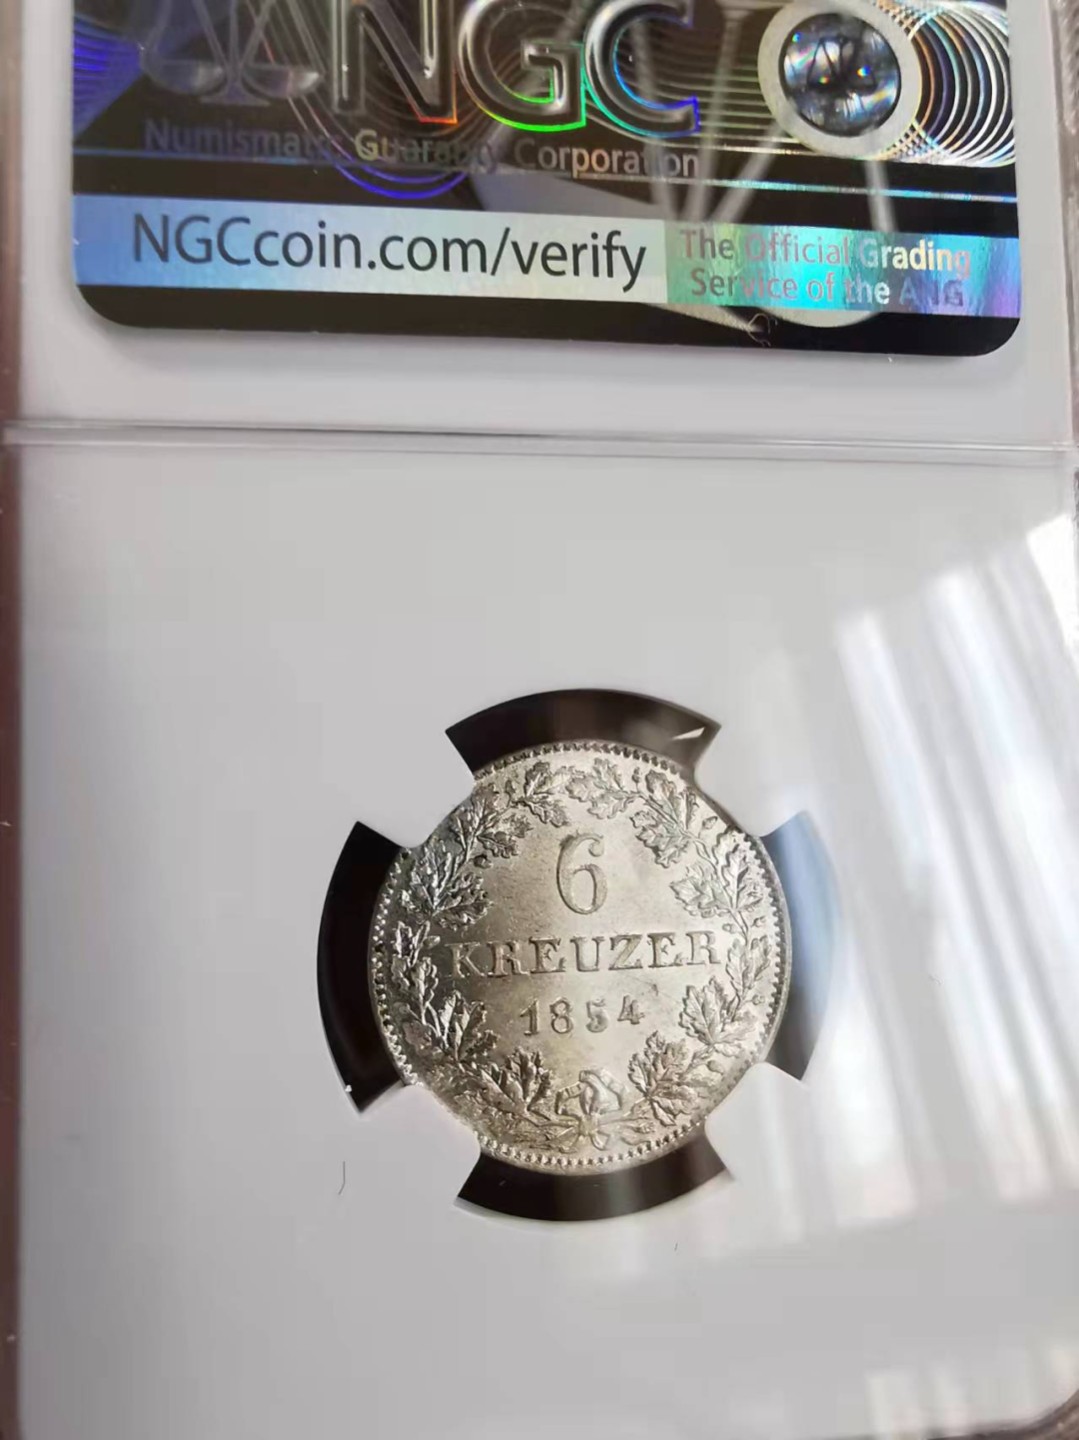 NGC
Numismatic Guaranty Corporation
NGCcoin.com/verify
The Official Grading
Service of the ANG
6
KREUZER
1854